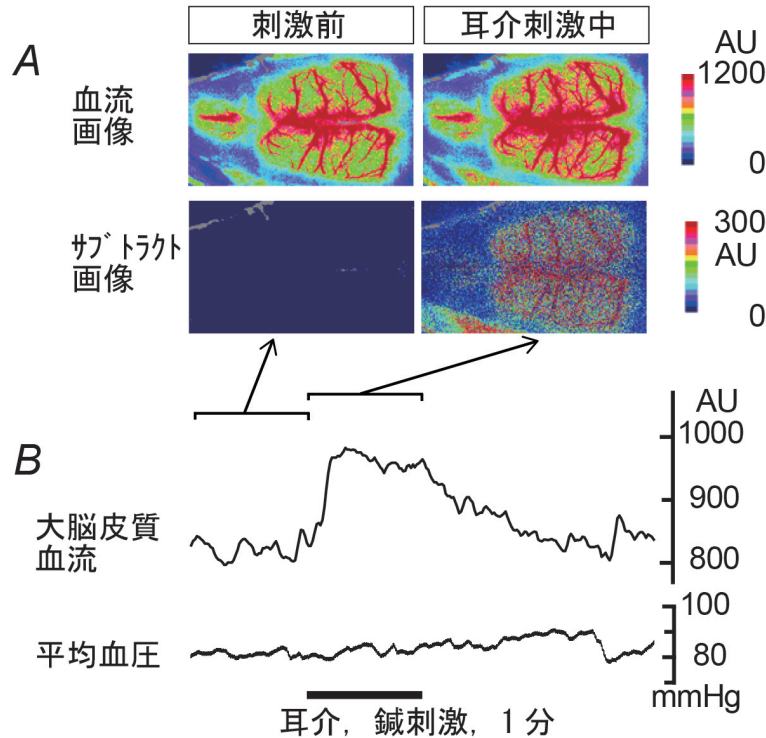 刺激前
耳介刺激中
A
血流
画像
AU
1200
0
サブトラクト
画像
300
AU
0
B
大脳皮質
血流
AU
1000
900
800
平均血圧
100
80
mmHg
耳介，鍼刺激，1分